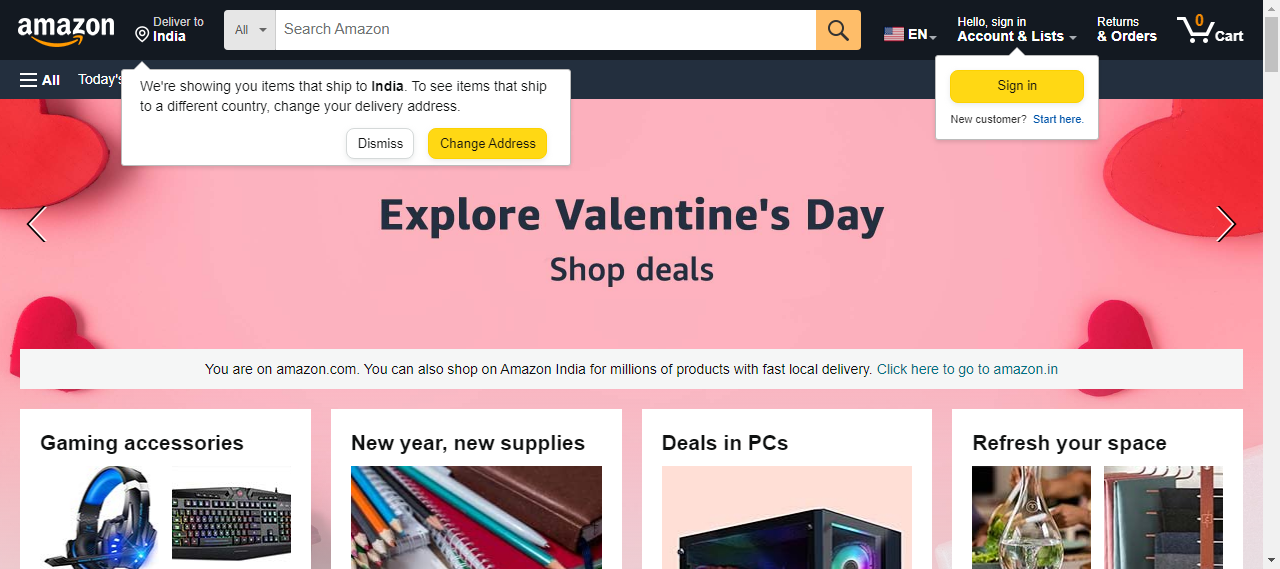 amazon
Deliver to
India
All
Search Amazon
EN
Hello, sign in
Account & Lists
Returns
& Orders
0
Cart
All
Today's
We're showing you items that ship to India. To see items that ship
to a different country, change your delivery address.
Dismiss
Change Address
Sign in
New customer? Start here.
Explore Valentine's Day
Shop deals
You are on amazon.com. You can also shop on Amazon India for millions of products with fast local delivery. Click here to go to amazon.in
Gaming accessories
New year, new supplies
Deals in PCs
Refresh your space